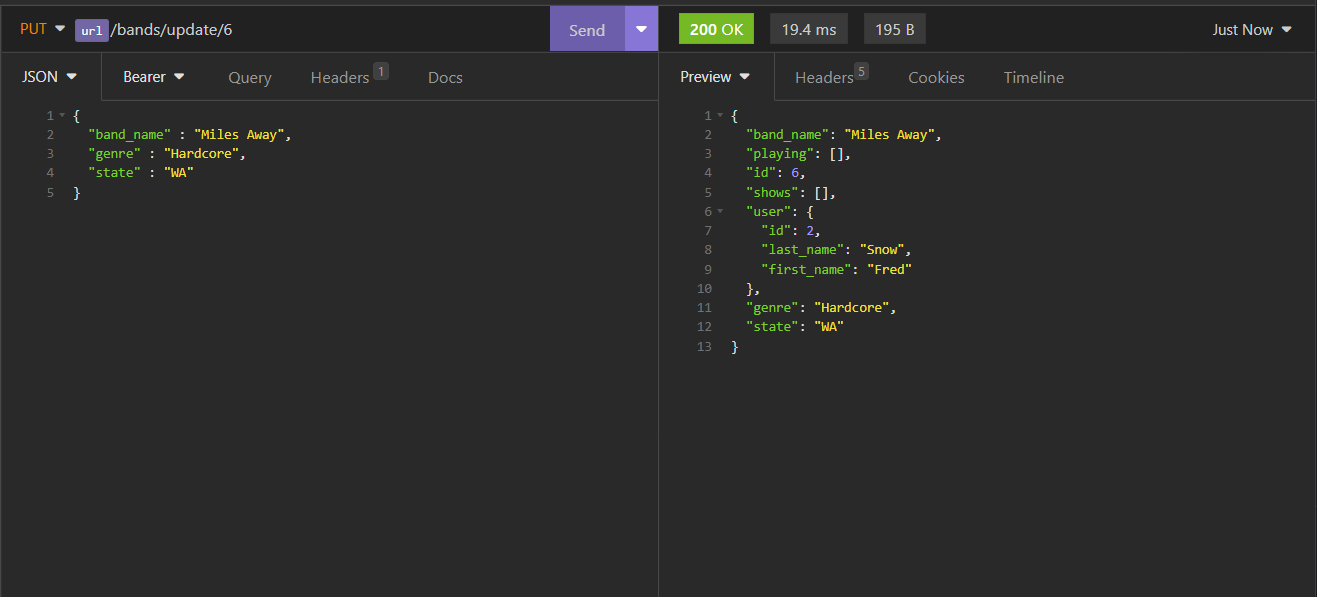 PUT url /bands/update/6 Send 200 OK 19.4 ms 195 B Just Now
JSON Bearer Query Headers 1 Docs
1 {
2 "band_name" : "Miles Away",
3 "genre" : "Hardcore",
4 "state" : "WA"
5 }
Preview Headers 5 Cookies Timeline
1 {
2 "band_name": "Miles Away",
3 "playing": [],
4 "id": 6,
5 "shows": [],
6 "user": {
7 "id": 2,
8 "last_name": "Snow",
9 "first_name": "Fred"
10 },
11 "genre": "Hardcore",
12 "state": "WA"
13 }